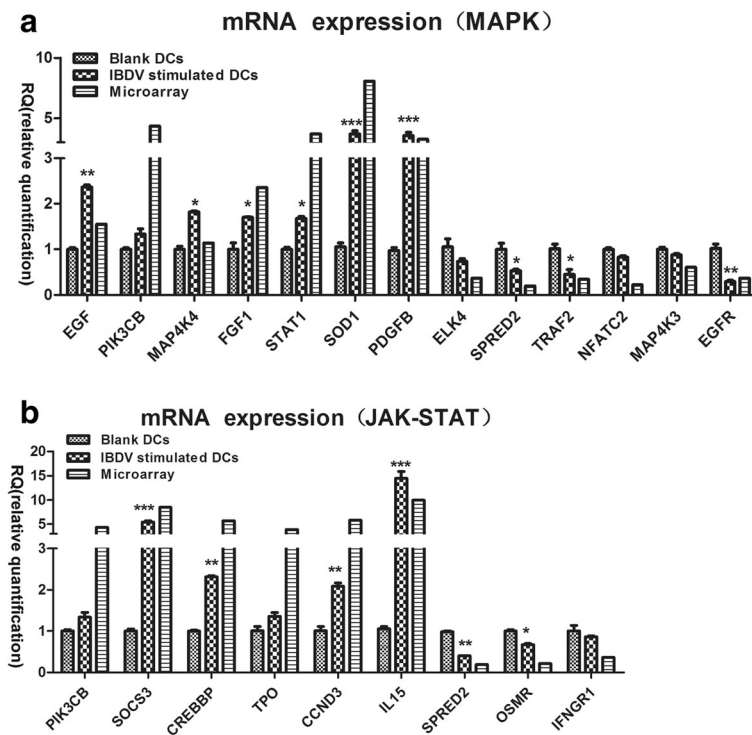 a
mRNA expression (MAPK)
Blank DCs
IBDV stimulated DCs
Microarray
RQ(relative quantification)
10
5
3
2
1
0
**
*
*
*
***
***
*
*
**
EGF
PIK3CB
MAP4K4
FGF1
STAT1
SOD1
PDGFB
ELK4
SPRED2
TRAF2
NFATC2
MAP4K3
EGFR
b
mRNA expression (JAK-STAT)
Blank DCs
IBDV stimulated DCs
Microarray
RQ(relative quantification)
20
15
10
5
3
2
1
0
***
**
**
***
**
*
PIK3CB
SOCS3
CREBBP
TPO
CCND3
IL15
SPRED2
OSMR
IFNGR1